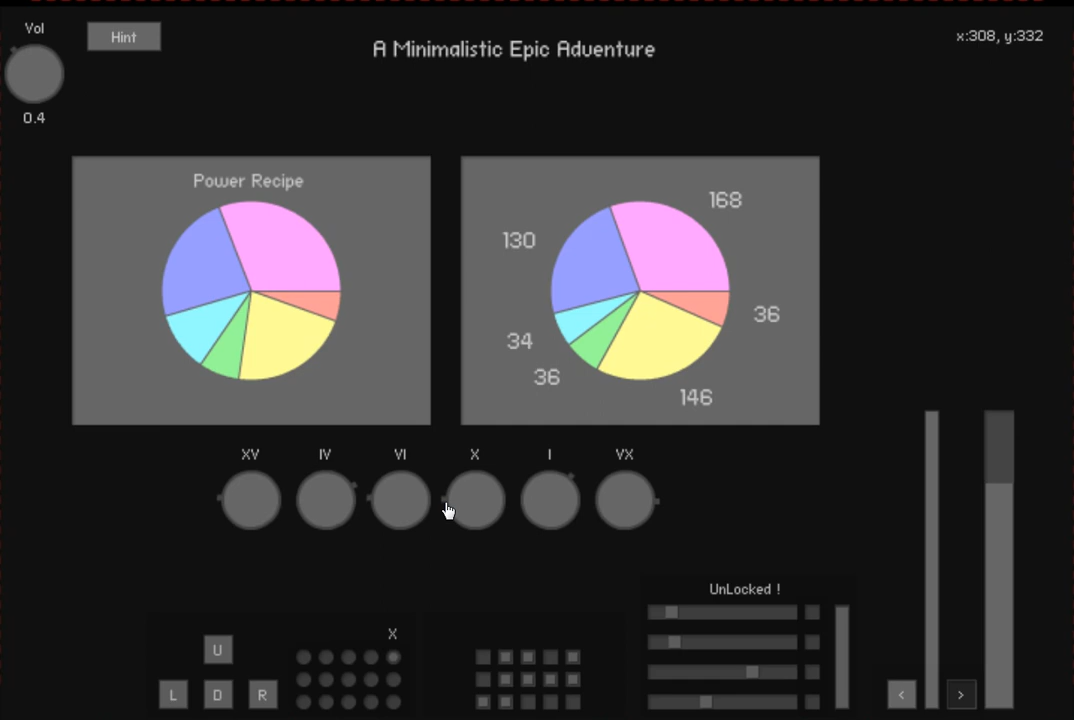 Vol
Hint
A Minimalistic Epic Adventure
x:308, y:332
0.4
Power Recipe
168
130
36
34
36
146
XV IV VI X I VX
UnLocked !
X
U
L D R
< >